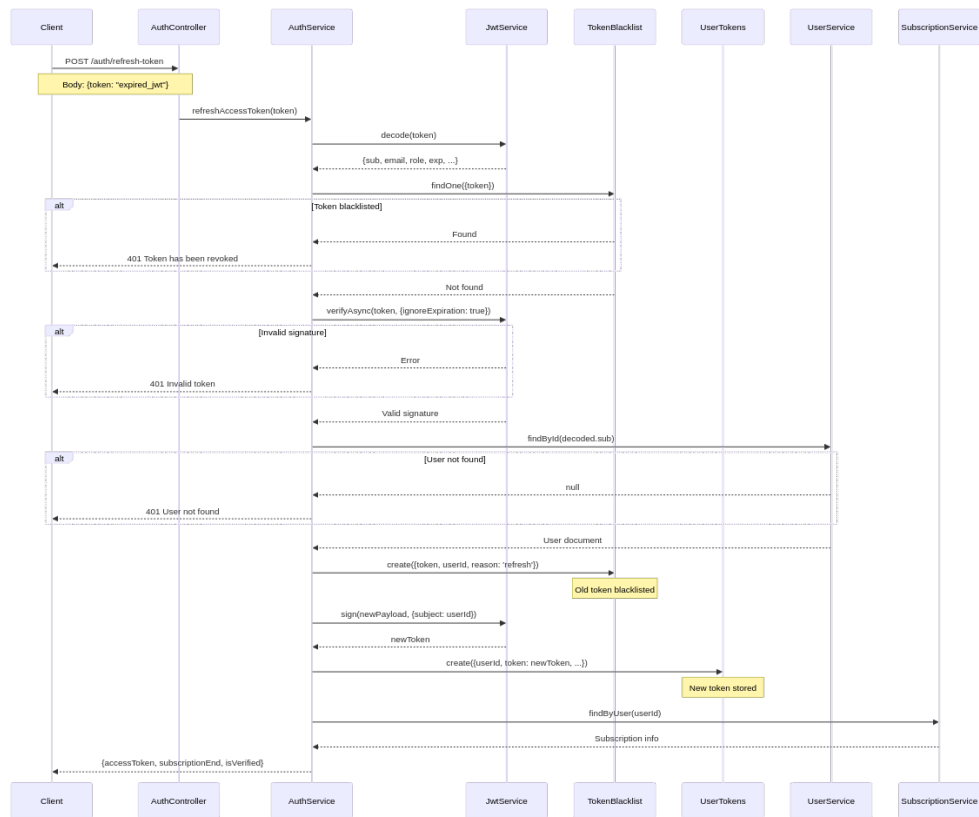 Client
AuthController
AuthService
JwtService
TokenBlacklist
UserTokens
UserService
SubscriptionService
POST /auth/refresh-token
Body: {token: "expired_jwt"}
refreshAccessToken(token)
decode(token)
{sub, email, role, exp, ...}
findOne({token})
alt
[Token blacklisted]
Found
401 Token has been revoked
Not found
verifyAsync(token, {ignoreExpiration: true})
alt
[Invalid signature]
Error
401 Invalid token
Valid signature
findById(decoded.sub)
alt
[User not found]
null
401 User not found
User document
create({token, userId, reason: 'refresh'})
Old token blacklisted
sign(newPayload, {subject: userId})
newToken
create({userId, token: newToken, ...})
New token stored
findByUser(userId)
Subscription info
{accessToken, subscriptionEnd, isVerified}
Client
AuthController
AuthService
JwtService
TokenBlacklist
UserTokens
UserService
SubscriptionService